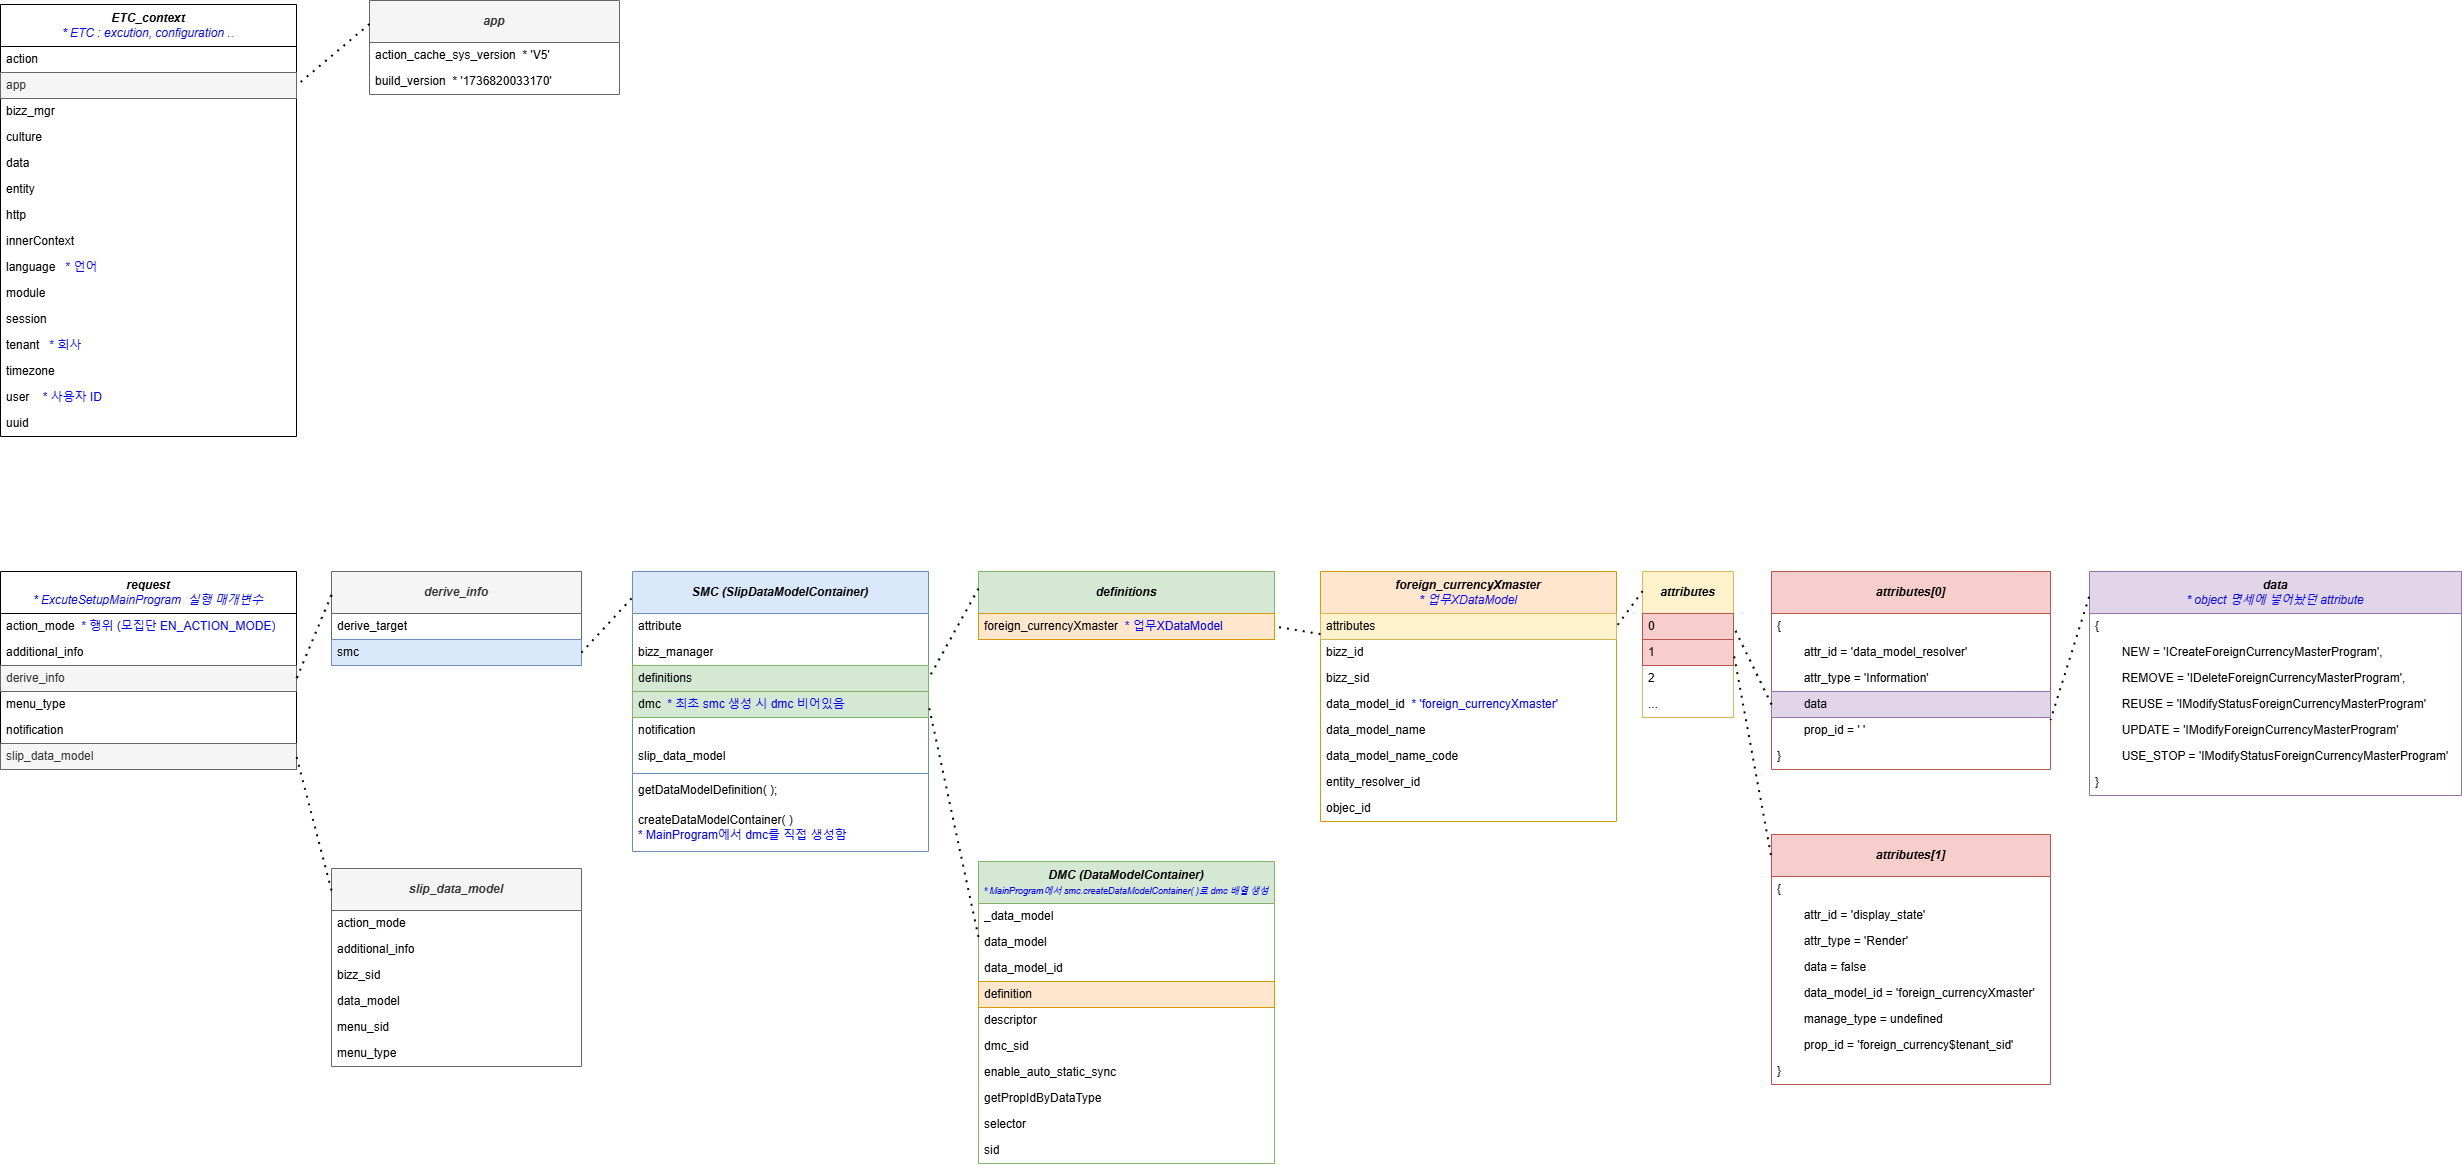 ETC_context
* ETC : excution, configuration ..
action
app
bizz_mgr
culture
data
entity
http
innerContext
language * 언어
module
session
tenant * 회사
timezone
user * 사용자 ID
uuid
app
action_cache_sys_version * 'V5'
build_version * '1736820033170'
request
* ExcuteSetupMainProgram 실행 매개변수
action_mode * 행위 (모집단 EN_ACTION_MODE)
additional_info
derive_info
menu_type
notification
slip_data_model
derive_info
derive_target
smc
slip_data_model
action_mode
additional_info
bizz_sid
data_model
menu_sid
menu_type
SMC (SlipDataModelContainer)
attribute
bizz_manager
definitions
dmc * 최초 smc 생성 시 dmc 비어있음
notification
slip_data_model
getDataModelDefinition( );
createDataModelContainer( )
* MainProgram에서 dmc를 직접 생성함
definitions
foreign_currencyXmaster * 업무XDataModel
DMC (DataModelContainer)
* MainProgram에서 smc.createDataModelContainer( )로 dmc 배열 생성
_data_model
data_model
data_model_id
definition
descriptor
dmc_sid
enable_auto_static_sync
getPropIdByDataType
selector
sid
foreign_currencyXmaster
* 업무XDataModel
attributes
bizz_id
bizz_sid
data_model_id * 'foreign_currencyXmaster'
data_model_name
data_model_name_code
entity_resolver_id
objec_id
attributes
0
1
2
...
attributes[0]
{
attr_id = 'data_model_resolver'
attr_type = 'Information'
data
prop_id = ' '
}
attributes[1]
{
attr_id = 'display_state'
attr_type = 'Render'
data = false
data_model_id = 'foreign_currencyXmaster'
manage_type = undefined
prop_id = 'foreign_currency$tenant_sid'
}
data
* object 명세에 넣어놨던 attribute
{
NEW = 'ICreateForeignCurrencyMasterProgram',
REMOVE = 'IDeleteForeignCurrencyMasterProgram',
REUSE = 'IModifyStatusForeignCurrencyMasterProgram'
UPDATE = 'IModifyForeignCurrencyMasterProgram'
USE_STOP = 'IModifyStatusForeignCurrencyMasterProgram'
}